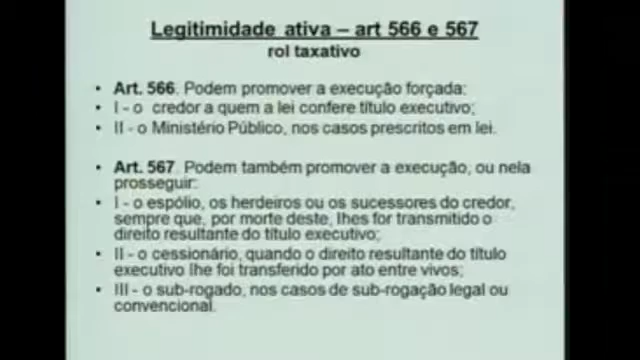 Legitimidade ativa – art 566 e 567
rol taxativo
• Art. 566. Podem promover a execução forçada:
• I - o credor a quem a lei confere título executivo;
• II - o Ministério Público, nos casos prescritos em lei.
• Art. 567. Podem também promover a execução, ou nela
prosseguir:
• I - o espólio, os herdeiros ou os sucessores do credor,
sempre que, por morte deste, lhes for transmitido o
direito resultante do título executivo;
• II - o cessionário, quando o direito resultante do título
executivo lhe foi transferido por ato entre vivos;
• III - o sub-rogado, nos casos de sub-rogação legal ou
convencional.